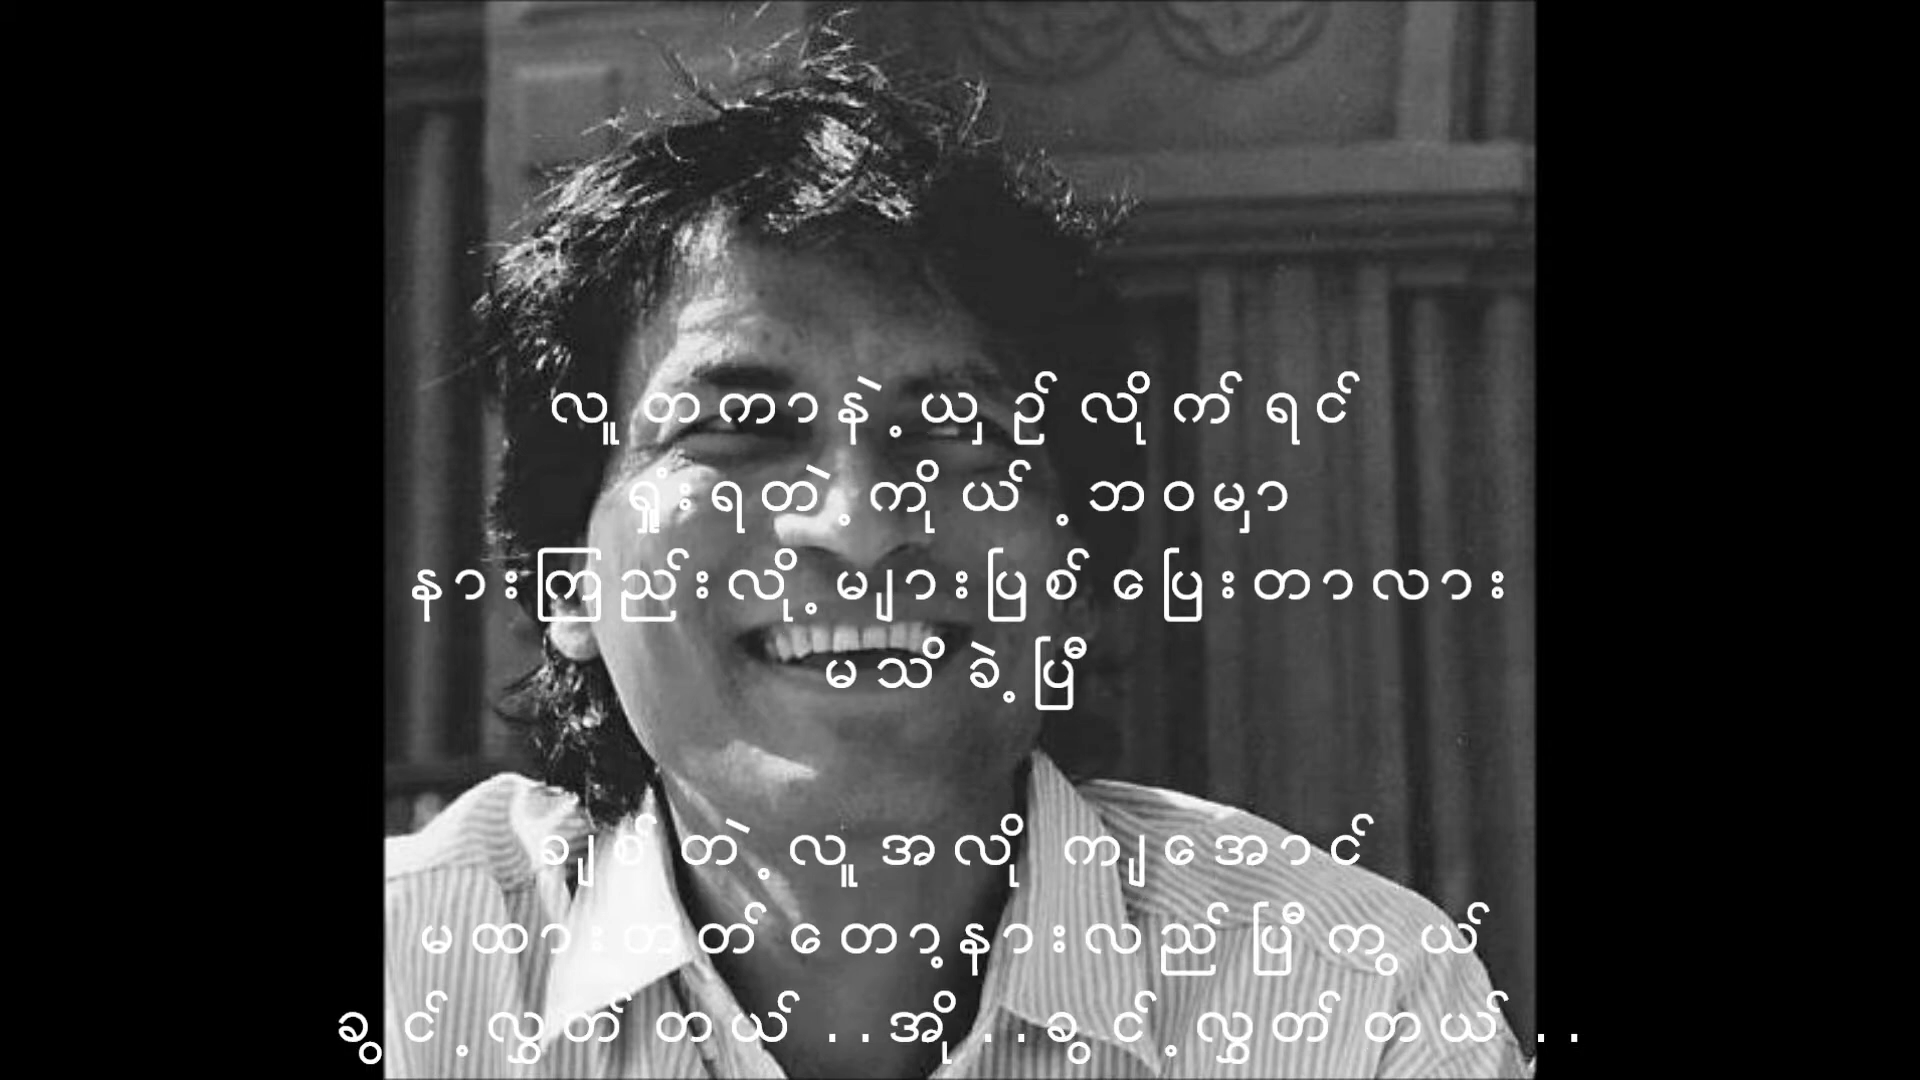 လူတကာနဲ့ယှဉ်လိုက်ရင်
ရှုံးရတဲ့ကိုယ့်ဘဝမှာ
နားကြည်းလို့များပြစ်ပြေးတာလား
မသိခဲ့ပြီ
ချစ်တဲ့လူအလိုကျအောင်
မထားတတ်တော့နားလည်ပြီကွယ်
ခွင့်လွှတ်တယ်..အို..ခွင့်လွှတ်တယ်..